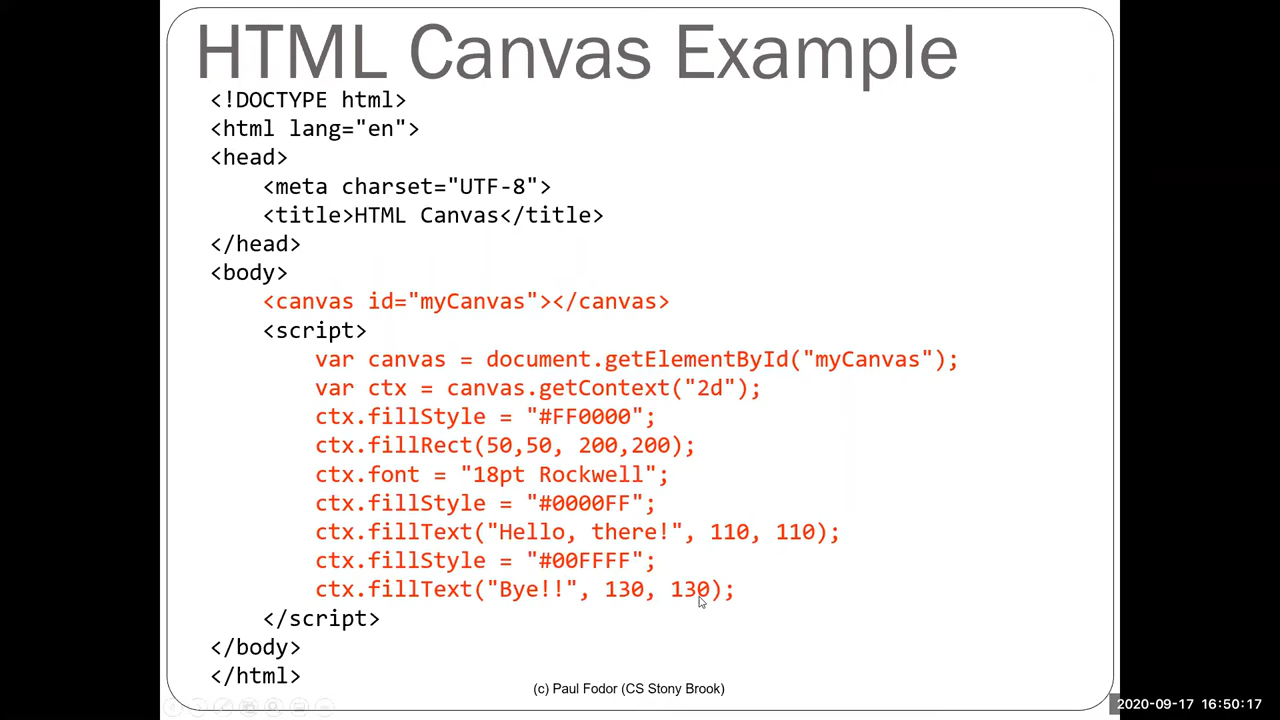 HTML Canvas Example
<!DOCTYPE html>
<html lang="en">
<head>
    <meta charset="UTF-8">
    <title>HTML Canvas</title>
</head>
<body>
    <canvas id="myCanvas"></canvas>
    <script>
        var canvas = document.getElementById("myCanvas");
        var ctx = canvas.getContext("2d");
        ctx.fillStyle = "#FF0000";
        ctx.fillRect(50,50, 200,200);
        ctx.font = "18pt Rockwell";
        ctx.fillStyle = "#0000FF";
        ctx.fillText("Hello, there!", 110, 110);
        ctx.fillStyle = "#00FFFF";
        ctx.fillText("Bye!!", 130, 130);
    </script>
</body>
</html>
(c) Paul Fodor (CS Stony Brook)
2020-09-17 16:50:17